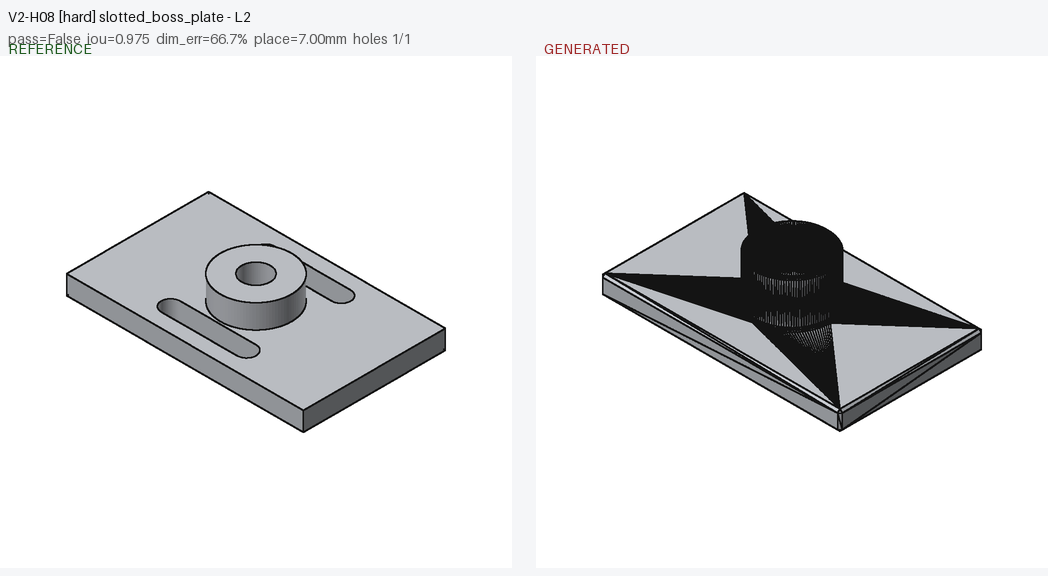 V2-H08 [hard] slotted_boss_plate - L2
pass=False iou=0.975 dim_err=66.7% place=7.00mm holes 1/1
REFERENCE
GENERATED